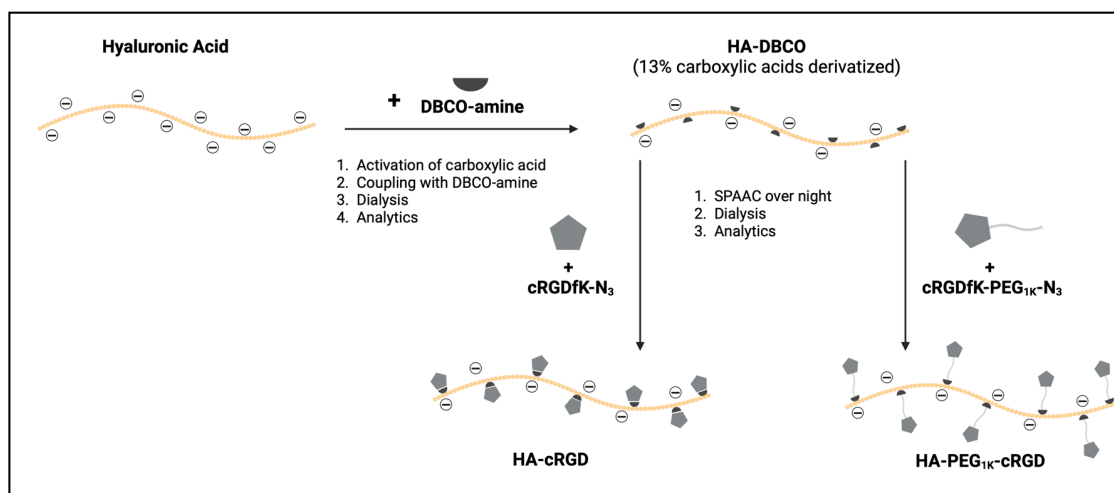 Hyaluronic Acid
+
DBCO-amine
1. Activation of carboxylic acid
2. Coupling with DBCO-amine
3. Dialysis
4. Analytics
HA-DBCO
(13% carboxylic acids derivatized)
+
cRGDfK-N₃
1. SPAAC over night
2. Dialysis
3. Analytics
+
cRGDfK-PEG₁ₖ-N₃
HA-cRGD
HA-PEG₁ₖ-cRGD